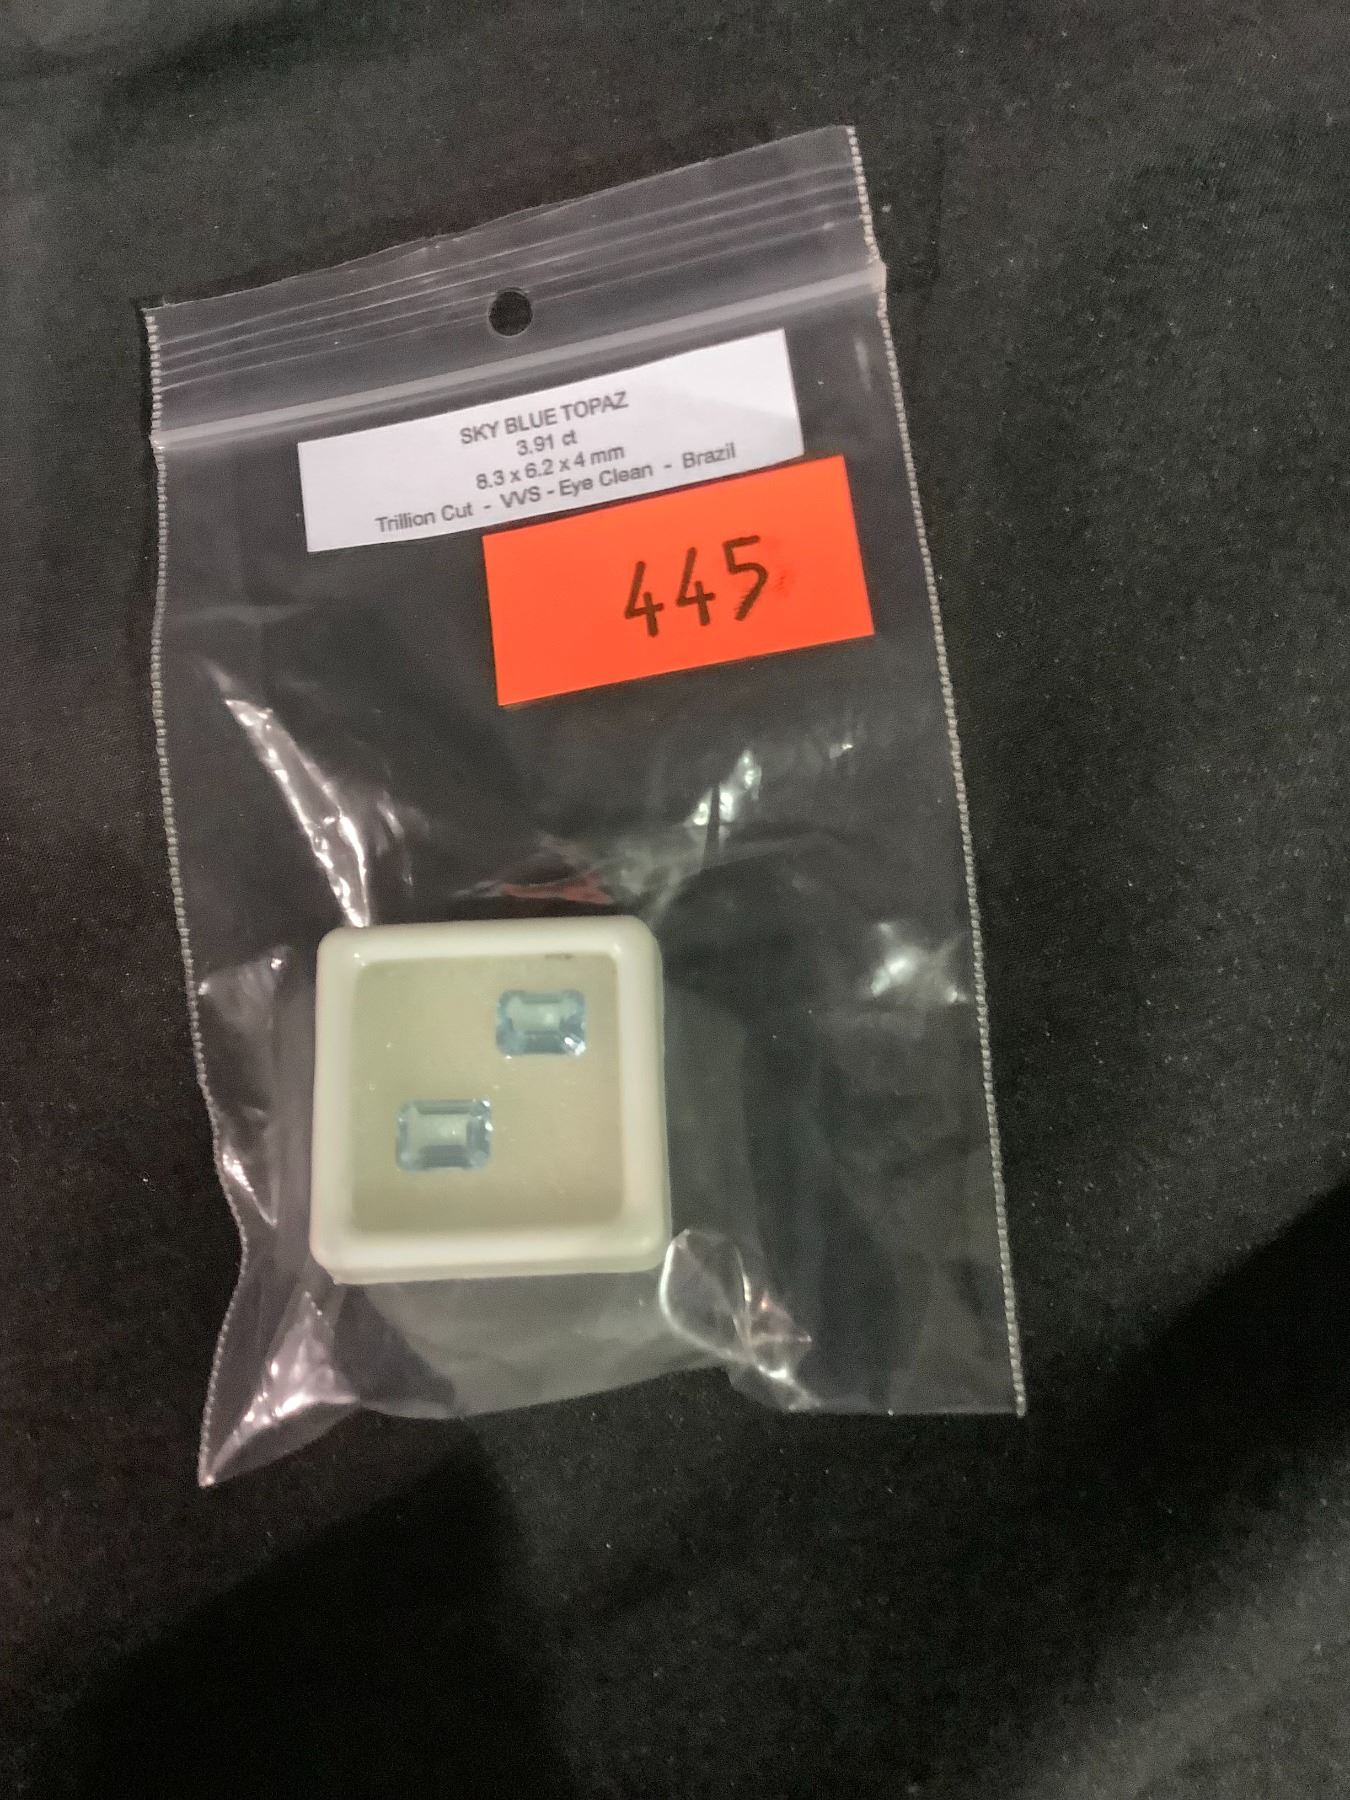 SKY BLUE TOPAZ
3.91 ct
8.3 x 6.2 x 4 mm
Trillion Cut - VVS - Eye Clean - Brazil
445